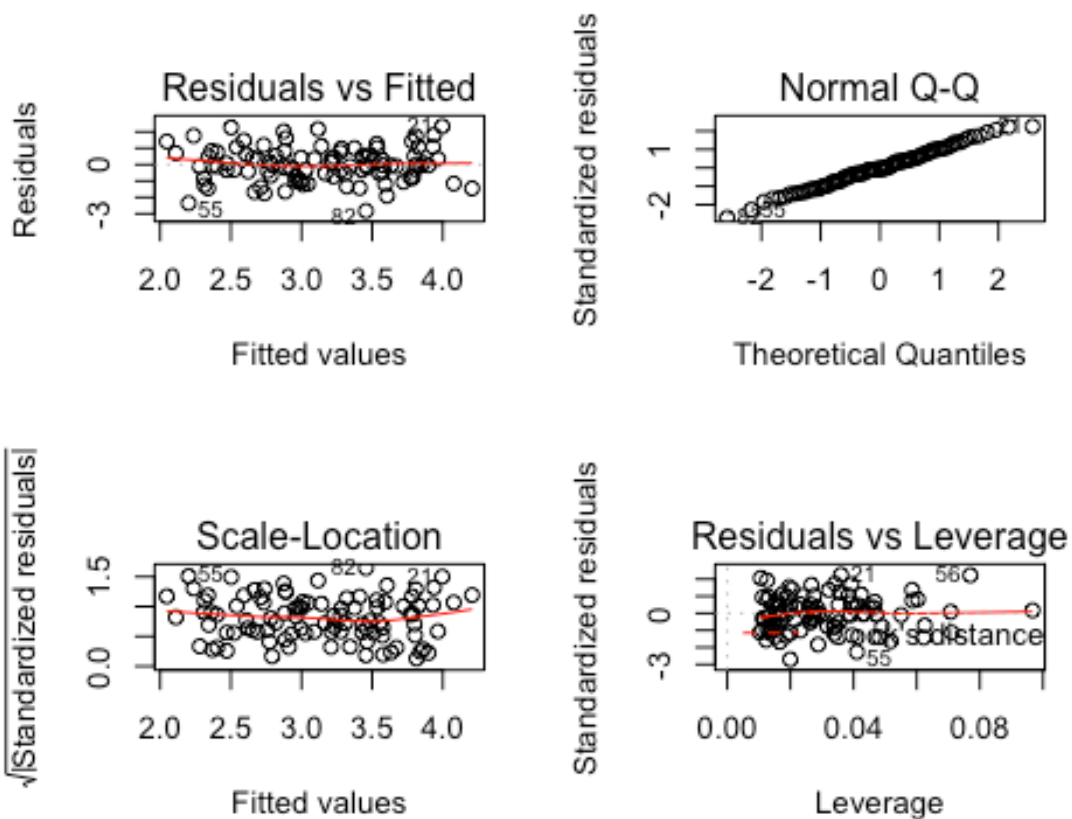 Residuals vs Fitted
Residuals
0
-3
21
55
82
2.0 2.5 3.0 3.5 4.0
Fitted values
Normal Q-Q
Standardized residuals
1
-2
-2 -1 0 1 2
Theoretical Quantiles
Scale-Location
√|Standardized residuals|
1.5
0.0
55
82
21
2.0 2.5 3.0 3.5 4.0
Fitted values
Residuals vs Leverage
Standardized residuals
0
-3
21
56
distance
55
0.00 0.04 0.08
Leverage